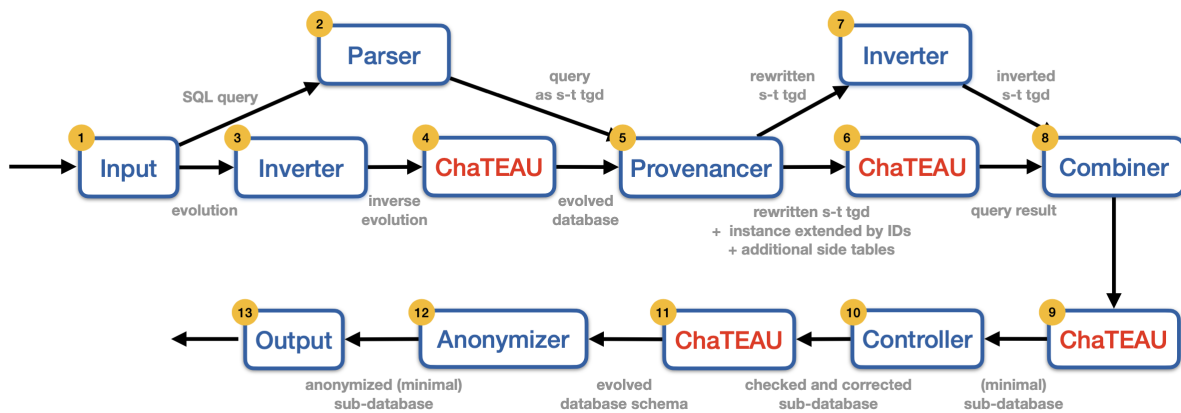 2
Parser
7
Inverter
SQL query
query
as s-t tgd
rewritten
s-t tgd
inverted
s-t tgd
1
Input
3
Inverter
4
ChaTEAU
5
Provenancer
6
ChaTEAU
8
Combiner
evolution
inverse
evolution
evolved
database
rewritten s-t tgd
+ instance extended by IDs
+ additional side tables
query result
13
Output
12
Anonymizer
11
ChaTEAU
10
Controller
9
ChaTEAU
anonymized (minimal)
sub-database
evolved
database schema
checked and corrected
sub-database
(minimal)
sub-database